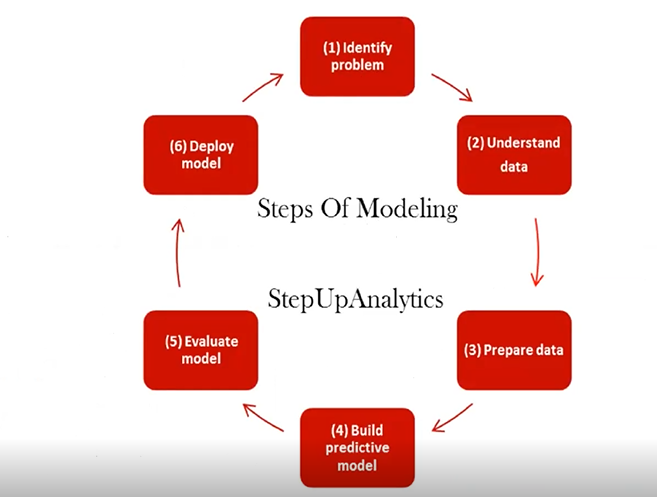 (1) Identify
problem
(2) Understand
data
(3) Prepare data
(4) Build
predictive
model
(5) Evaluate
model
(6) Deploy
model
Steps Of Modeling
StepUpAnalytics